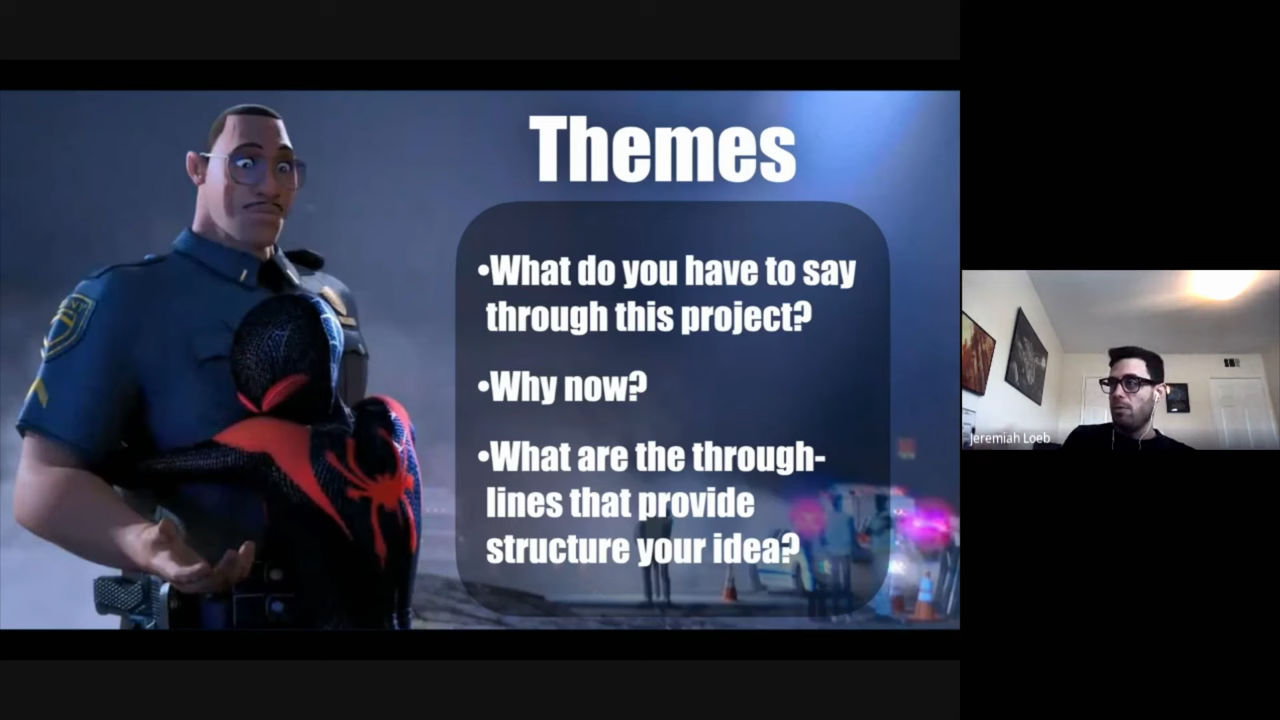 Themes
•What do you have to say
through this project?
•Why now?
•What are the through-
lines that provide
structure your idea?
Jeremiah Loeb